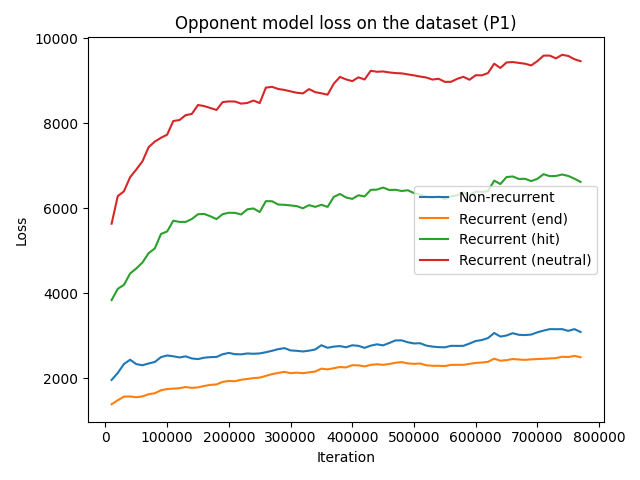 Opponent model loss on the dataset (P1)
10000
8000
6000
4000
2000
Loss
Non-recurrent
Recurrent (end)
Recurrent (hit)
Recurrent (neutral)
0 100000 200000 300000 400000 500000 600000 700000 800000
Iteration